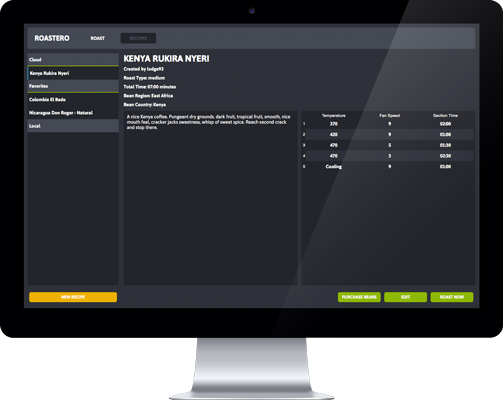 ROASTERO ROAST RECIPES
Cloud
Kenya Rukira Nyeri
Favorites
Colombia El Bado
Nicaragua Don Roger - Natural
Local
KENYA RUKIRA NYERI
Created by lodge93
Roast Type: medium
Total Time: 07:00 minutes
Bean Region: East Africa
Bean Country: Kenya
A nice Kenya coffee. Pungeant dry grounds. dark fruit, tropical fruit, smooth, nice
mouth feel, cracker jacks sweetness, whisp of sweet spice. Reach second crack
and stop there.
Temperature Fan Speed Section Time
1 370 9 02:00
2 420 9 01:00
3 470 5 01:30
4 470 3 02:30
5 Cooling 9 01:00
NEW RECIPE PURCHASE BEANS EDIT ROAST NOW